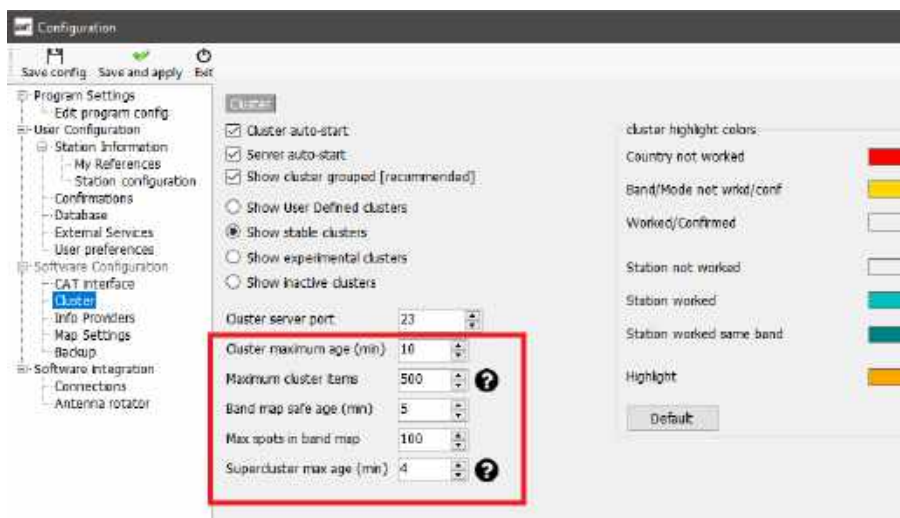 Configuration
Save config Save and apply Exit
Program Settings
Edit program config
User Configuration
Station Information
My References
Station configuration
Confirmations
Database
External Services
User preferences
Software Configuration
CAT interface
Cluster
Info Providers
Map Settings
Backup
Software Integration
Connections
Antenna rotator
Cluster
Cluster auto-start
Server auto-start
Show cluster grouped [recommended]
Show User Defined clusters
Show stable clusters
Show experimental clusters
Show inactive clusters
Cluster server port 23
Cluster maximum age (min) 10
Maximum cluster items 500 ?
Band map safe age (min) 5
Max spots in band map 100
Supercluster max age (min) 4 ?
cluster highlight colors
Country not worked
Band/Mode not wrkd/conf
Worked/Confirmed
Station not worked
Station worked
Station worked same band
Highlight
Default